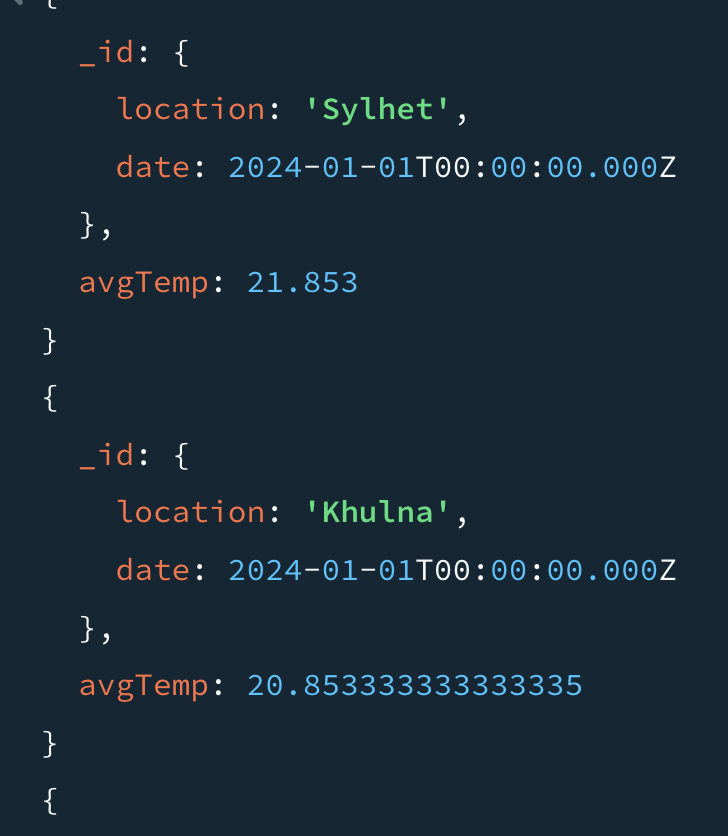 {
_id: {
location: 'Sylhet',
date: 2024-01-01T00:00:00.000Z
},
avgTemp: 21.853
}
{
_id: {
location: 'Khulna',
date: 2024-01-01T00:00:00.000Z
},
avgTemp: 20.853333333333335
}
{